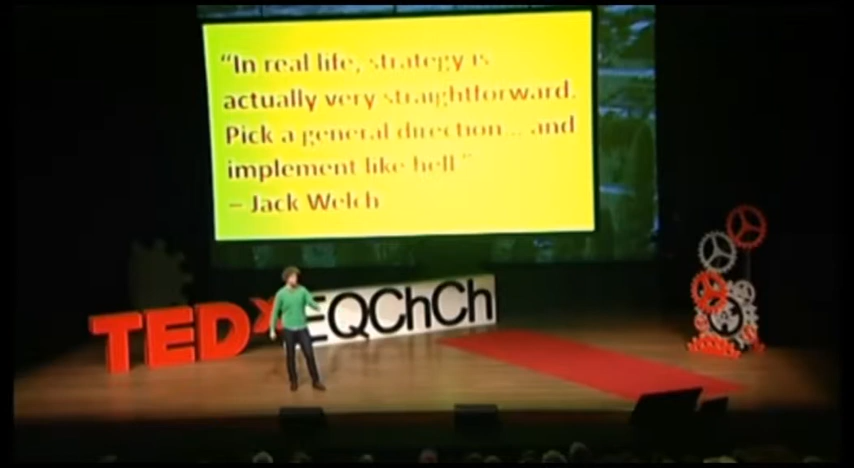 “In real life, strategy is
actually very straightforward.
Pick a general direction... and
implement like hell”
– Jack Welch
TEDxEQChCh